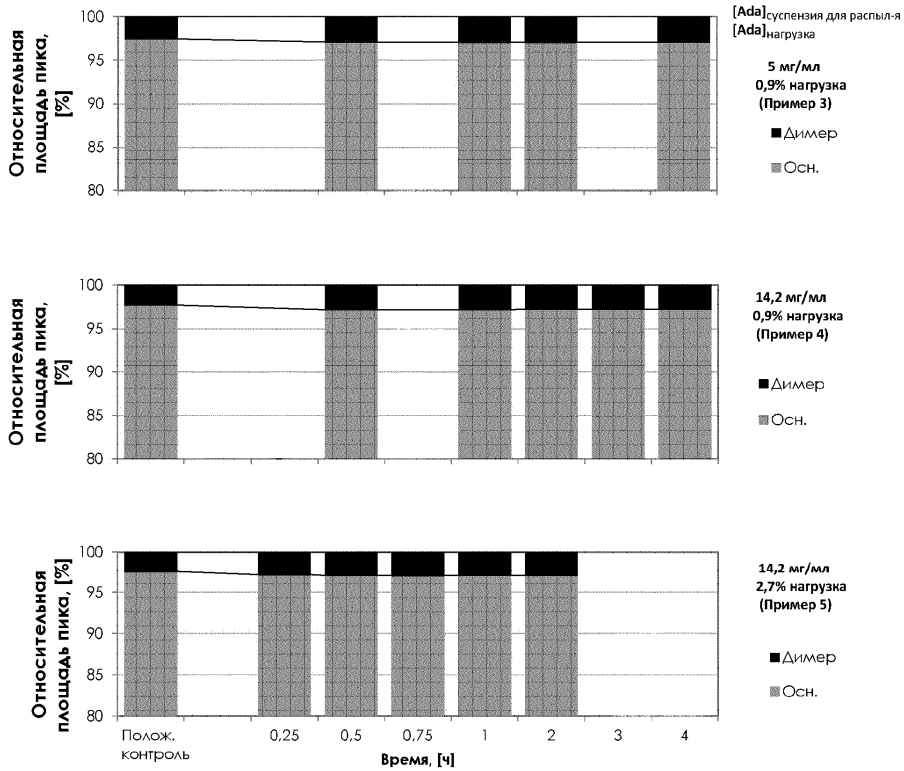 [Ada]суспензия для распыл-я
[Ada]нагрузка
Относительная
площадь пика,
[%]
100
95
90
85
80
5 мг/мл
0,9% нагрузка
(Пример 3)
Димер
Осн.
Относительная
площадь пика,
[%]
100
95
90
85
80
14,2 мг/мл
0,9% нагрузка
(Пример 4)
Димер
Осн.
Относительная
площадь пика, [%]
100
95
90
85
80
14,2 мг/мл
2,7% нагрузка
(Пример 5)
Димер
Осн.
Полож.
контроль
0,25 0,5 0,75 1 2 3 4
Время, [ч]